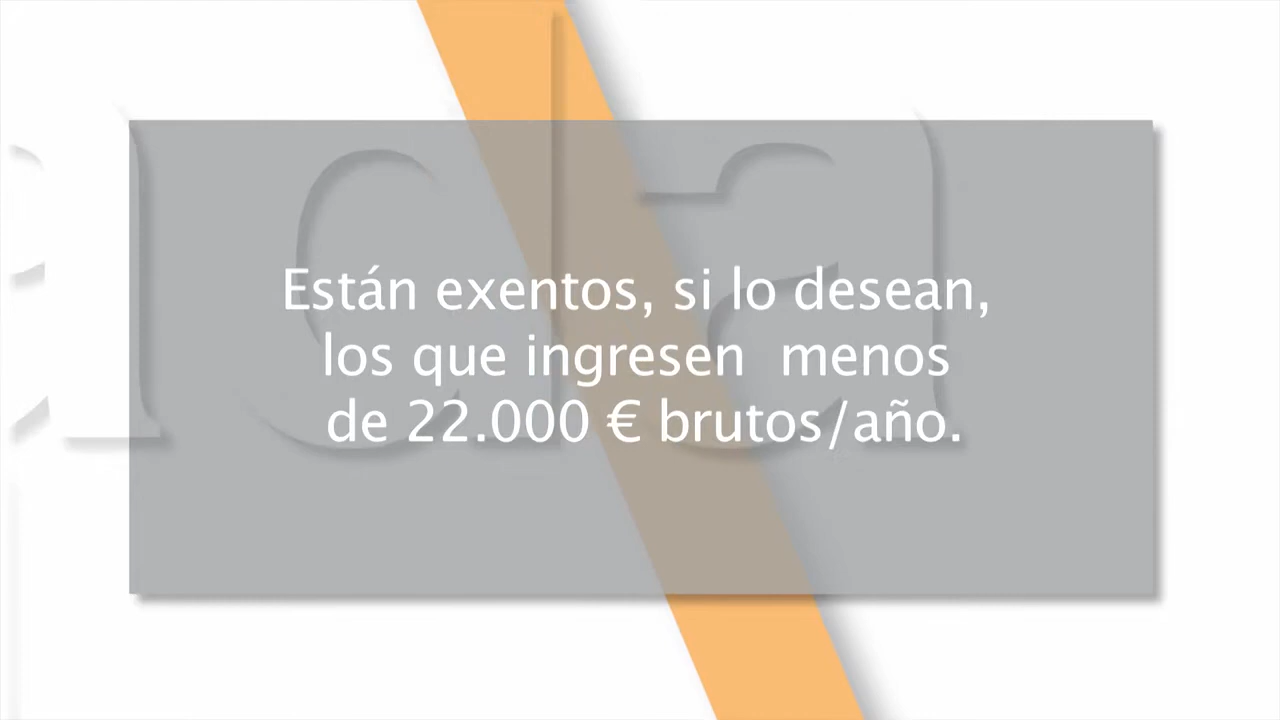 Están exentos, si lo desean,
los que ingresen menos
de 22.000 € brutos/año.